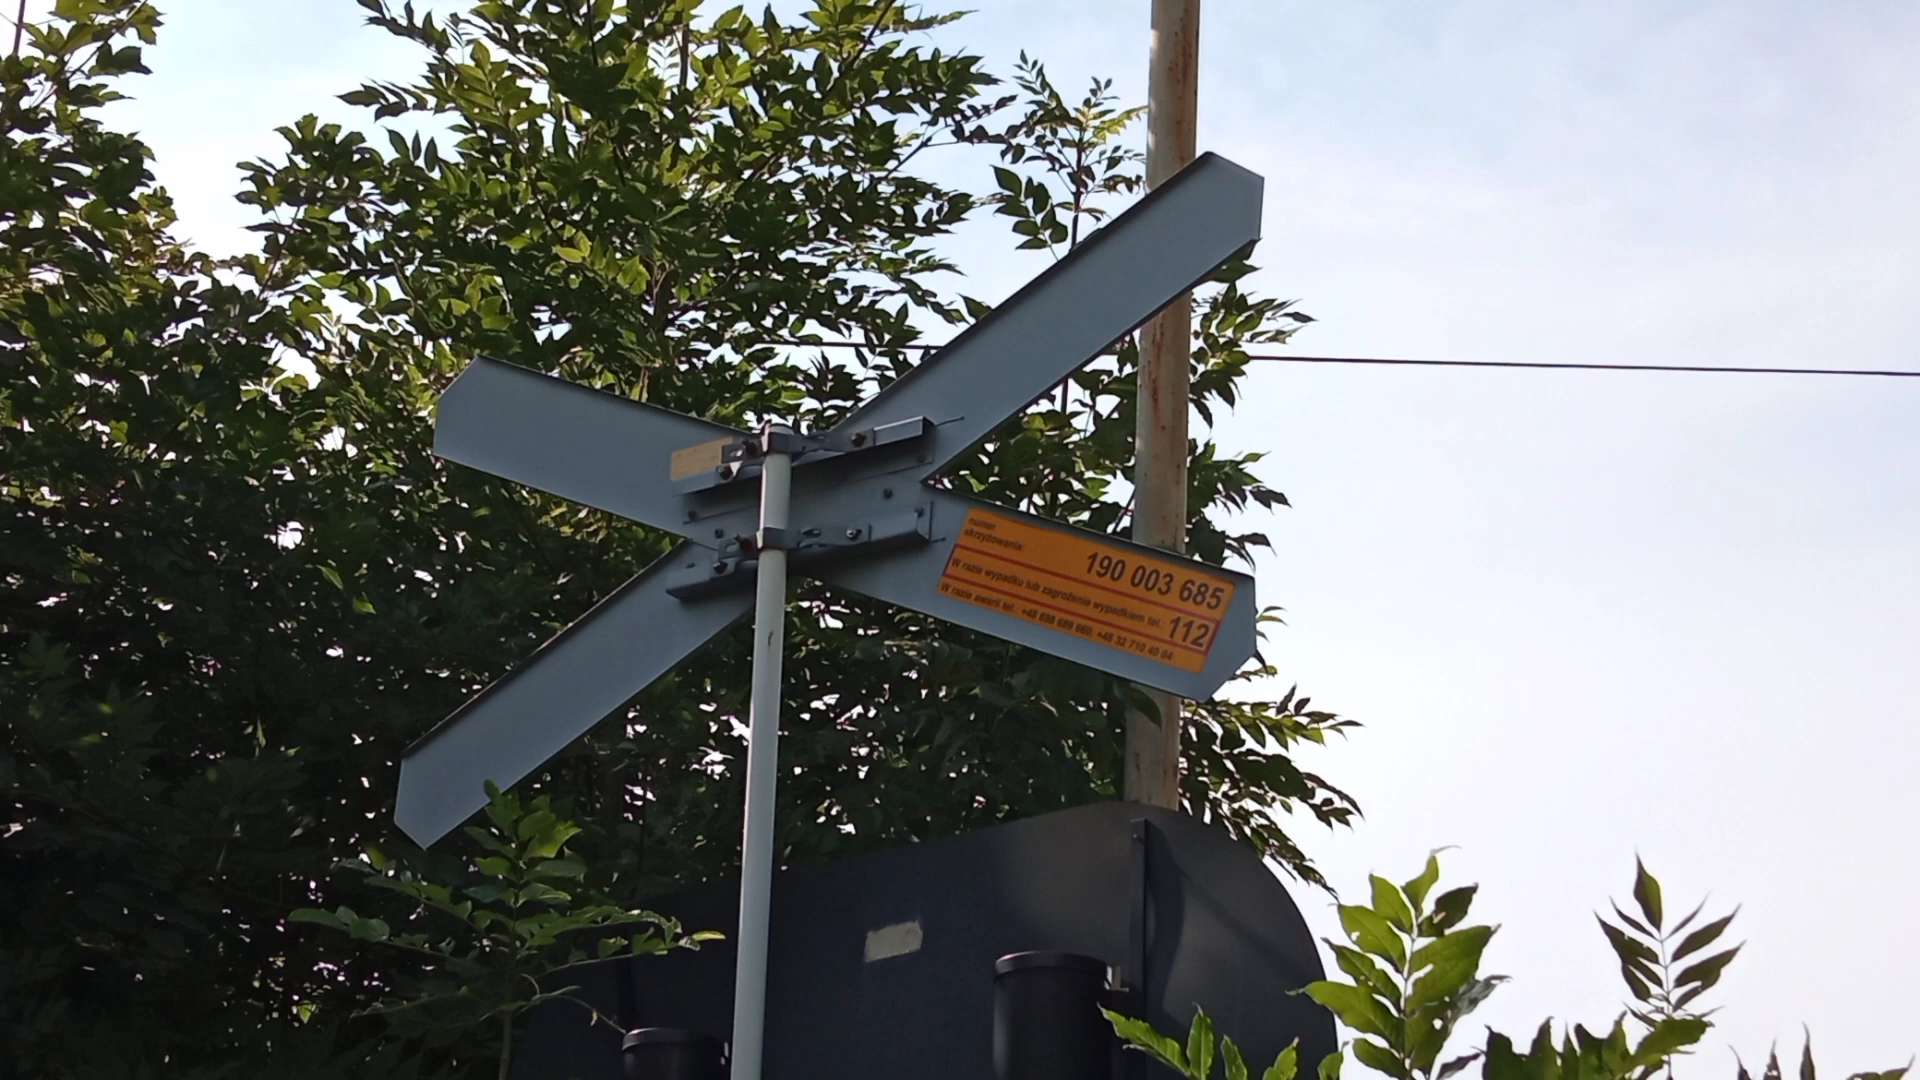 numer
skrzyżowania:
190 003 685
W razie wypadku lub zagrożenia wypadkiem tel.: 112
W razie awarii tel.: +48 698 689 660, +48 32 710 40 04